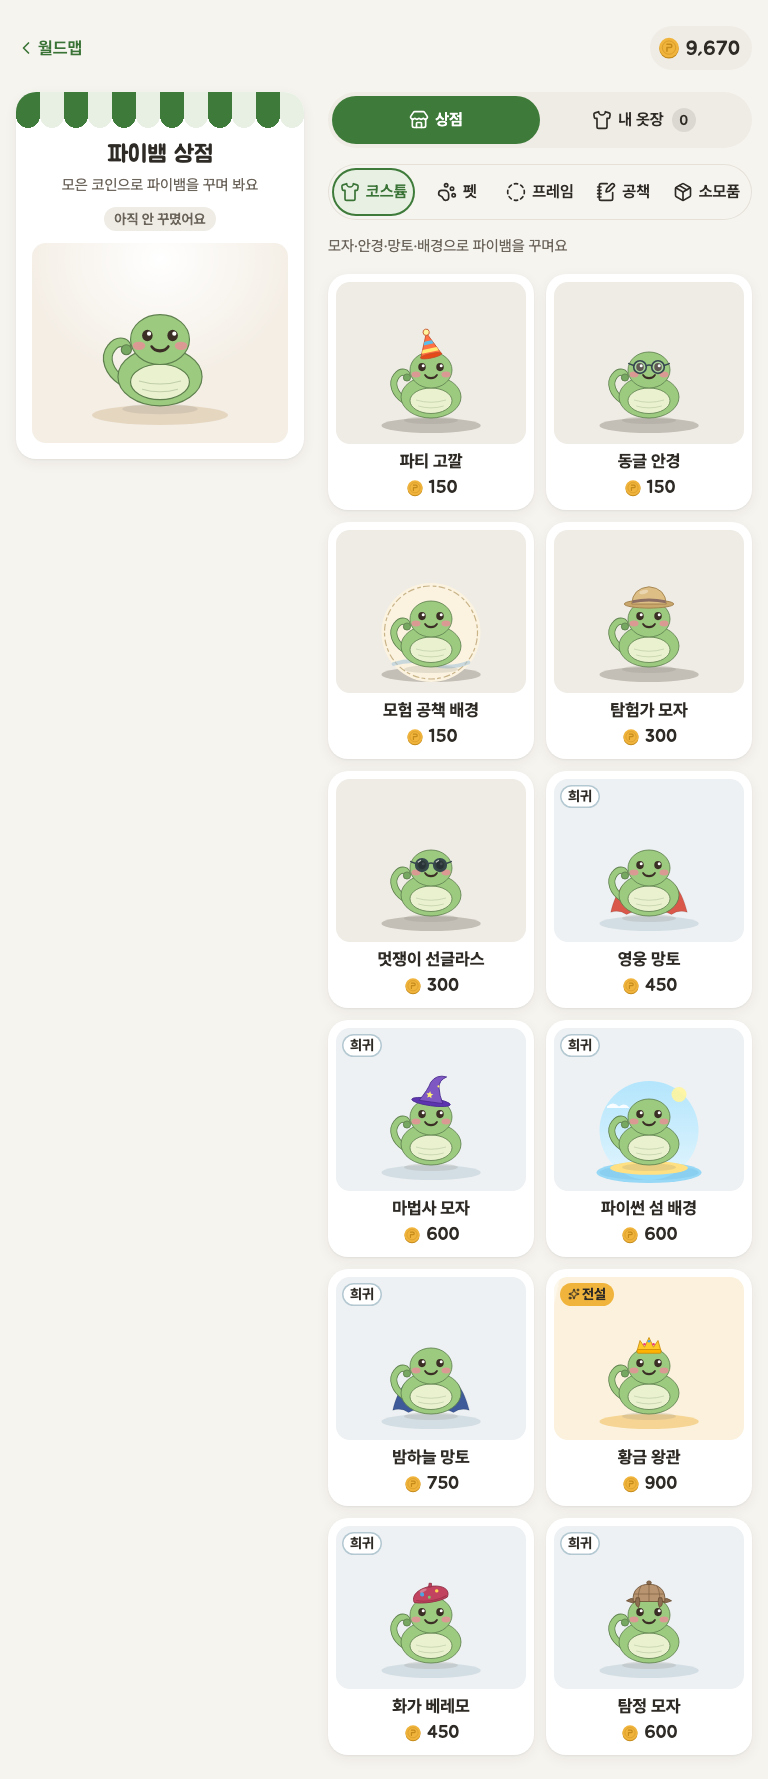 월드맵
9,670
파이뱀 상점
모은 코인으로 파이뱀을 꾸며 봐요
아직 안 꾸몄어요
상점
내 옷장 0
코스튬
펫
프레임
공책
소모품
모자·안경·망토·배경으로 파이뱀을 꾸며요
파티 고깔
150
동글 안경
150
모험 공책 배경
150
탐험가 모자
300
멋쟁이 선글라스
300
희귀
영웅 망토
450
희귀
마법사 모자
600
희귀
파이썬 섬 배경
600
희귀
밤하늘 망토
750
전설
황금 왕관
900
희귀
화가 베레모
450
희귀
탐정 모자
600